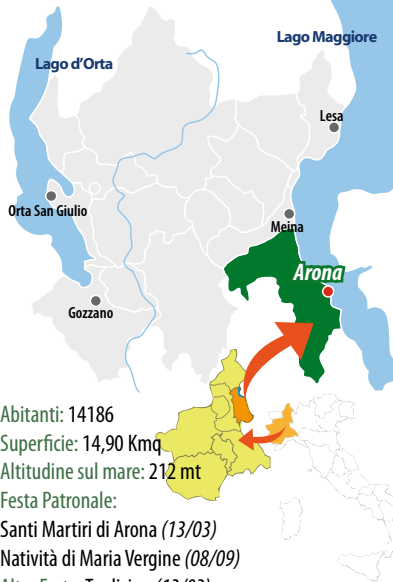 Lago Maggiore
Lago d'Orta
Lesa
Orta San Giulio
Meina
Arona
Gozzano
Abitanti: 14186
Superficie: 14,90 Kmq
Altitudine sul mare: 212 mt
Festa Patronale:
Santi Martiri di Arona (13/03)
Natività di Maria Vergine (08/09)